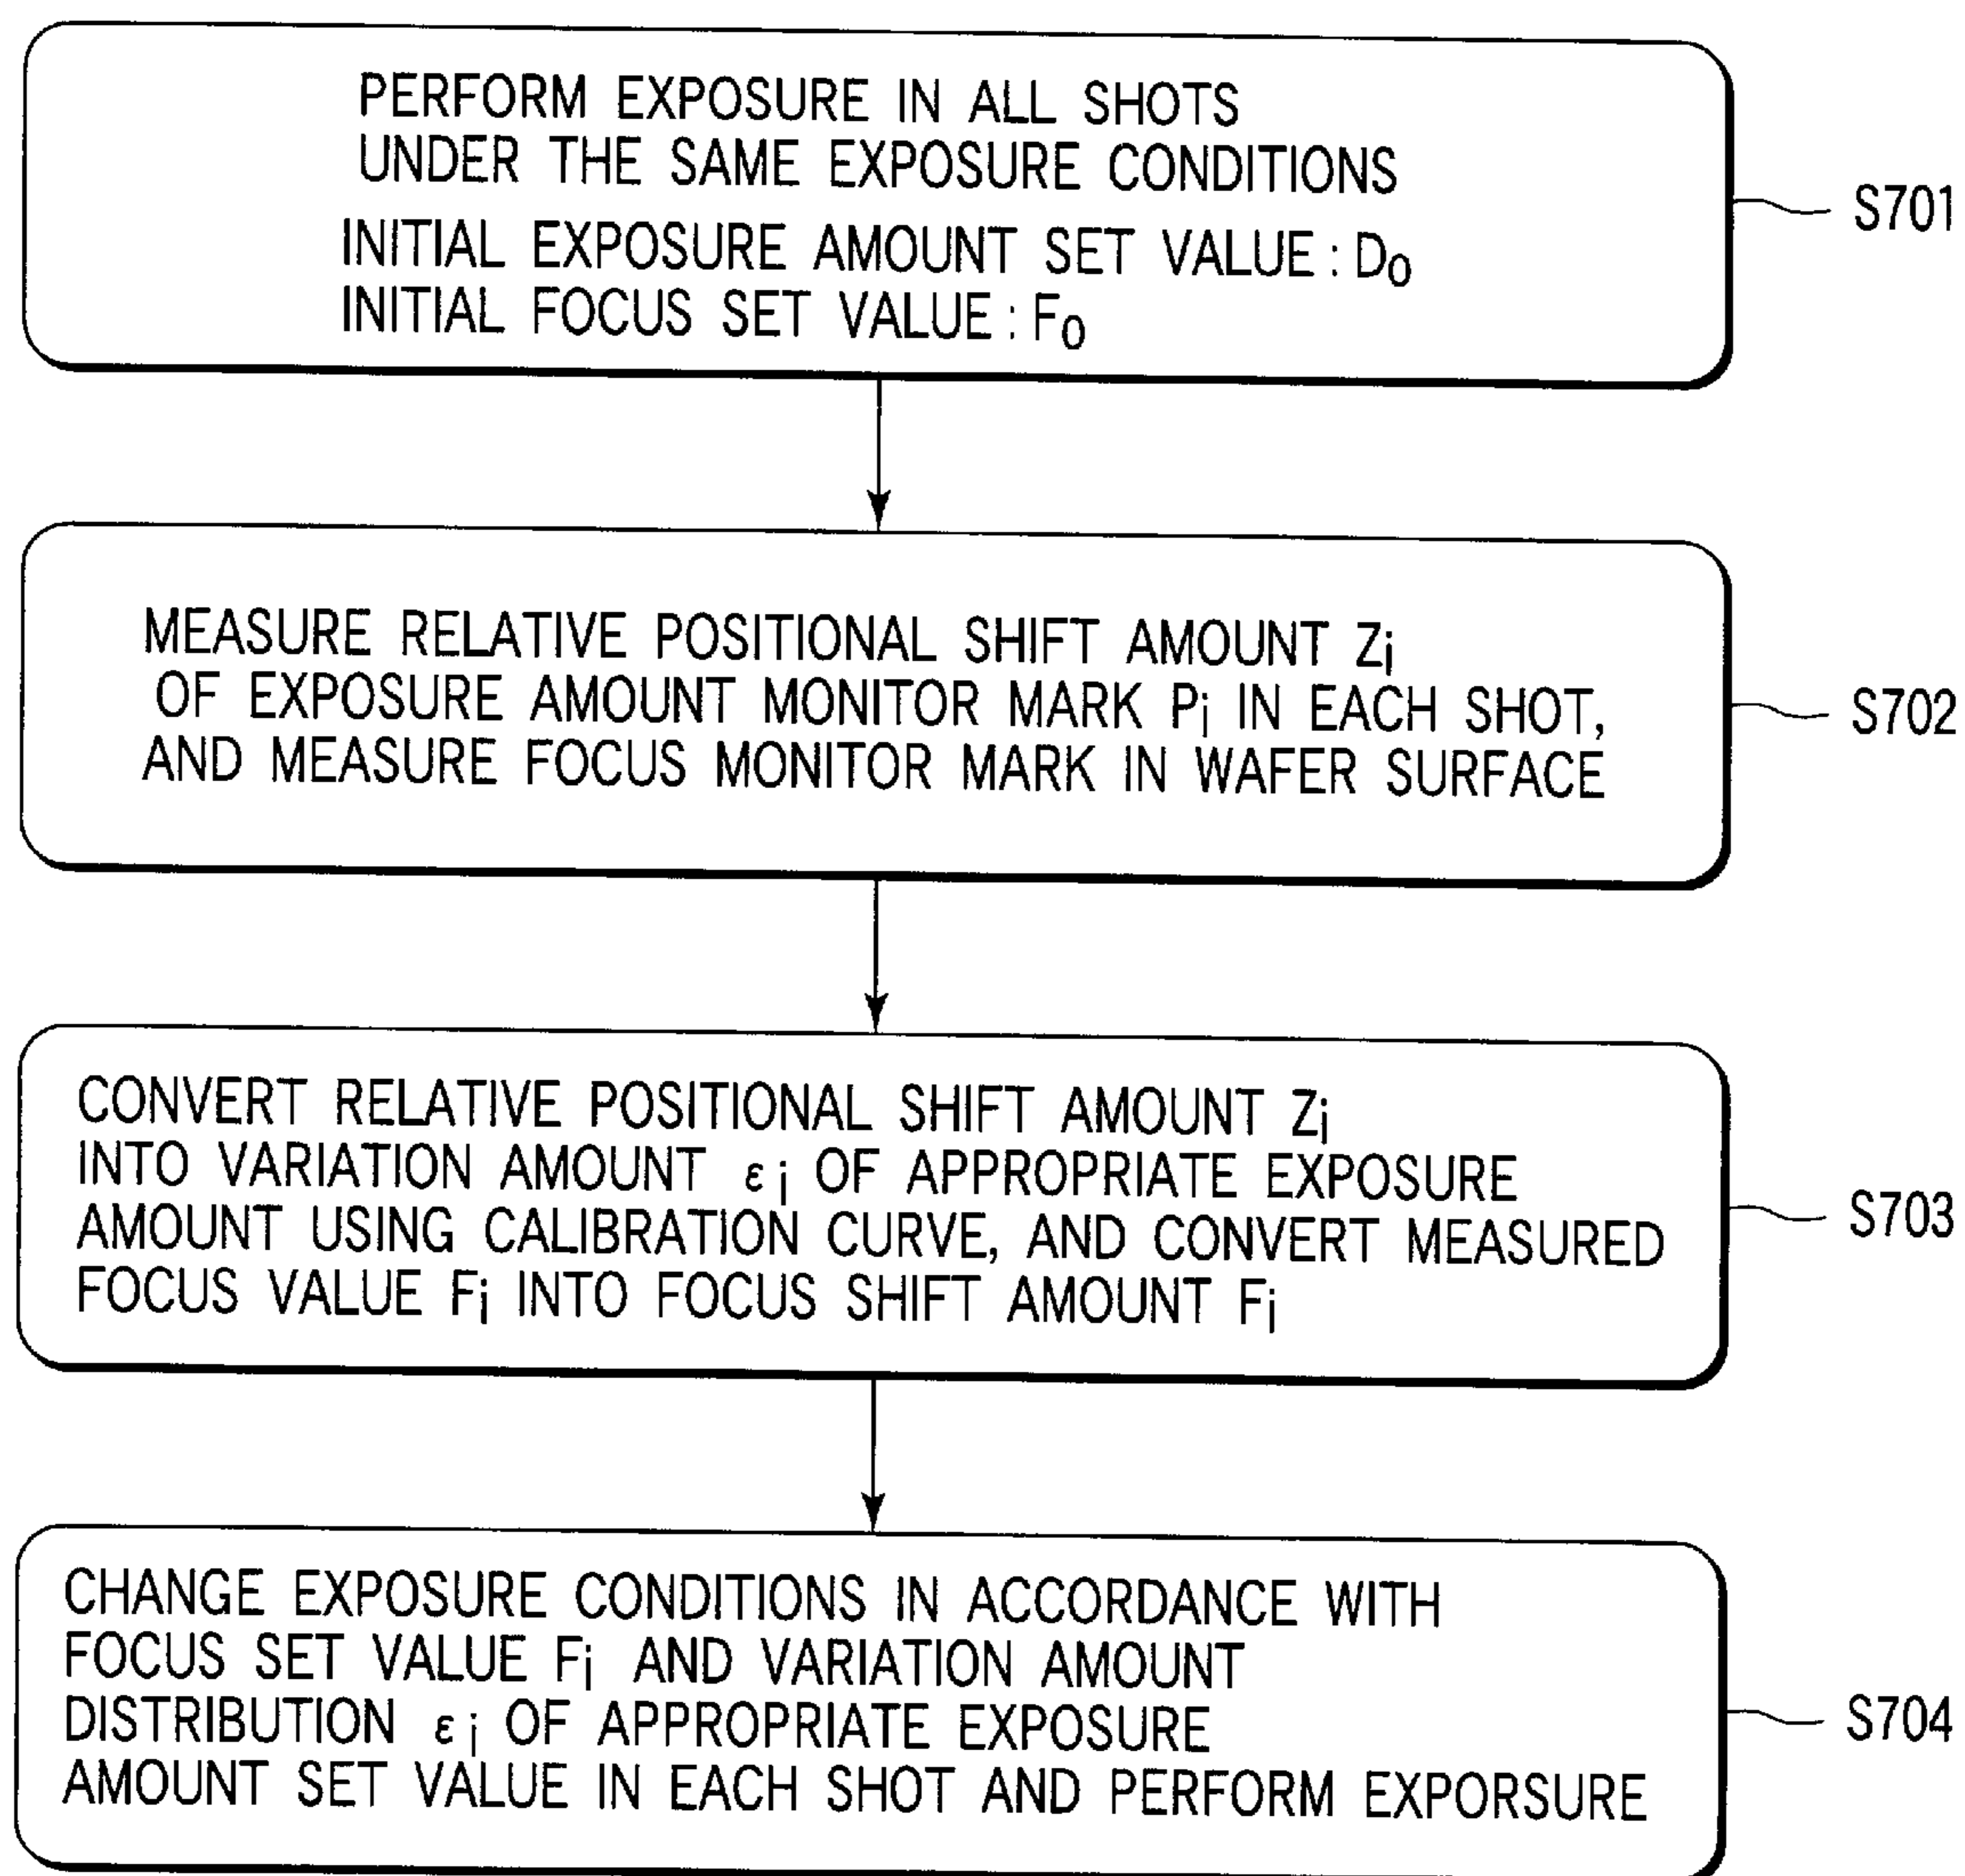 PERFORM EXPOSURE IN ALL SHOTS
UNDER THE SAME EXPOSURE CONDITIONS
INITIAL EXPOSURE AMOUNT SET VALUE : D0
INITIAL FOCUS SET VALUE : F0
S701
MEASURE RELATIVE POSITIONAL SHIFT AMOUNT Zi
OF EXPOSURE AMOUNT MONITOR MARK Pi IN EACH SHOT,
AND MEASURE FOCUS MONITOR MARK IN WAFER SURFACE
S702
CONVERT RELATIVE POSITIONAL SHIFT AMOUNT Zi
INTO VARIATION AMOUNT εi OF APPROPRIATE EXPOSURE
AMOUNT USING CALIBRATION CURVE, AND CONVERT MEASURED
FOCUS VALUE Fi INTO FOCUS SHIFT AMOUNT Fi
S703
CHANGE EXPOSURE CONDITIONS IN ACCORDANCE WITH
FOCUS SET VALUE Fi AND VARIATION AMOUNT
DISTRIBUTION εi OF APPROPRIATE EXPOSURE
AMOUNT SET VALUE IN EACH SHOT AND PERFORM EXPORSURE
S704